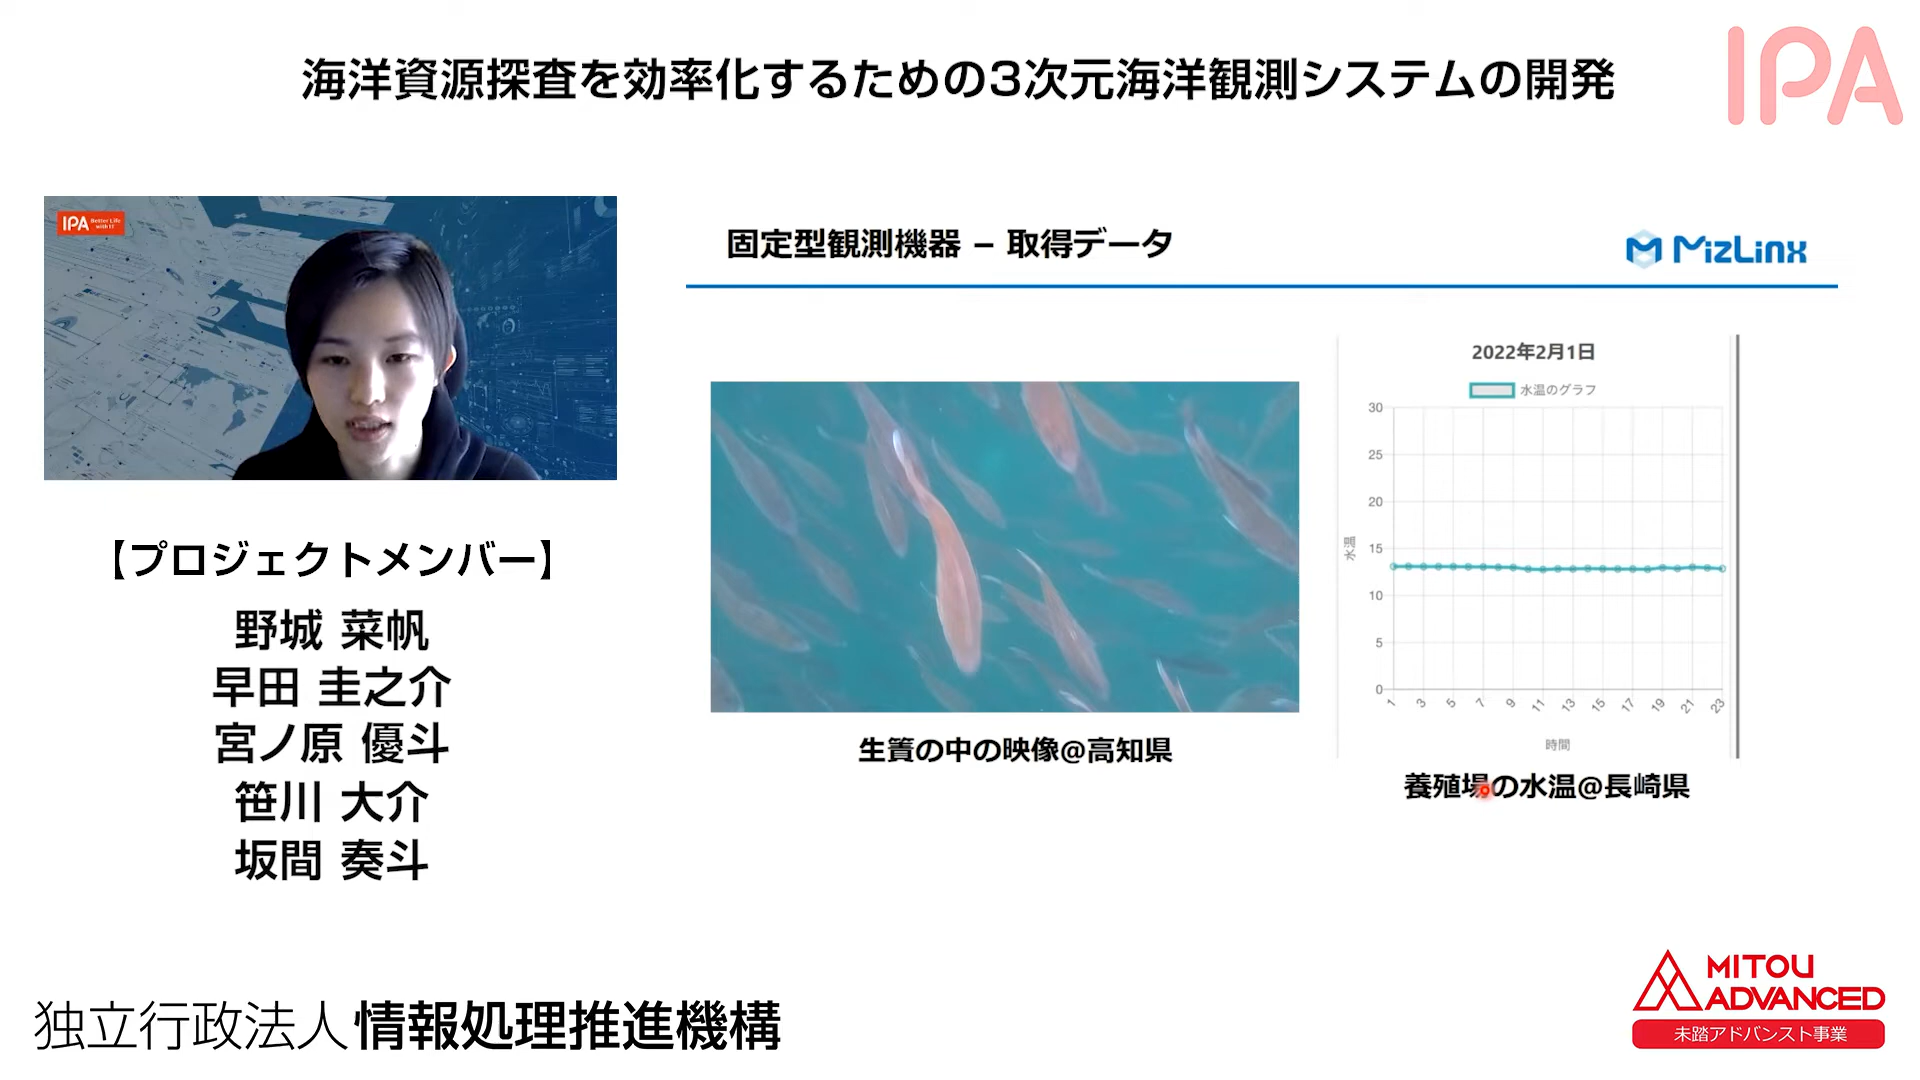 海洋資源探査を効率化するための3次元海洋観測システムの開発
IPA
IPA Better Life with IT
【プロジェクトメンバー】
野城 菜帆
早田 圭之介
宮ノ原 優斗
笹川 大介
坂間 奏斗
固定型観測機器 – 取得データ
MizLinx
生簀の中の映像@高知県
2022年2月1日
水温のグラフ
30
25
20
15
10
5
0
水温
1 3 5 7 9 11 13 15 17 19 21 23
時間
養殖場の水温@長崎県
独立行政法人 情報処理推進機構
MITOU
ADVANCED
未踏アドバンスト事業